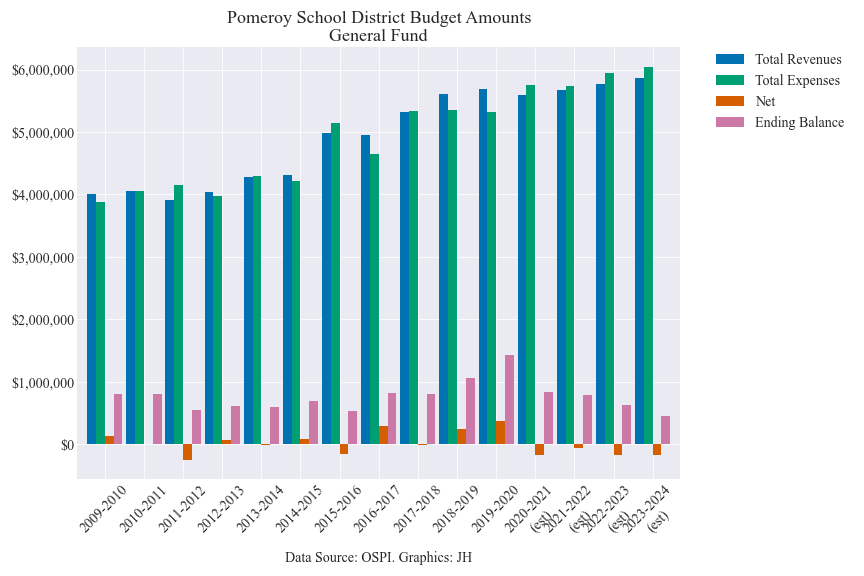 Pomeroy School District Budget Amounts
General Fund
Total Revenues
Total Expenses
Net
Ending Balance
$6,000,000
$5,000,000
$4,000,000
$3,000,000
$2,000,000
$1,000,000
$0
2009-2010
2010-2011
2011-2012
2012-2013
2013-2014
2014-2015
2015-2016
2016-2017
2017-2018
2018-2019
2019-2020
2020-2021
(est)
2021-2022
(est)
2022-2023
(est)
2023-2024
(est)
Data Source: OSPI. Graphics: JH